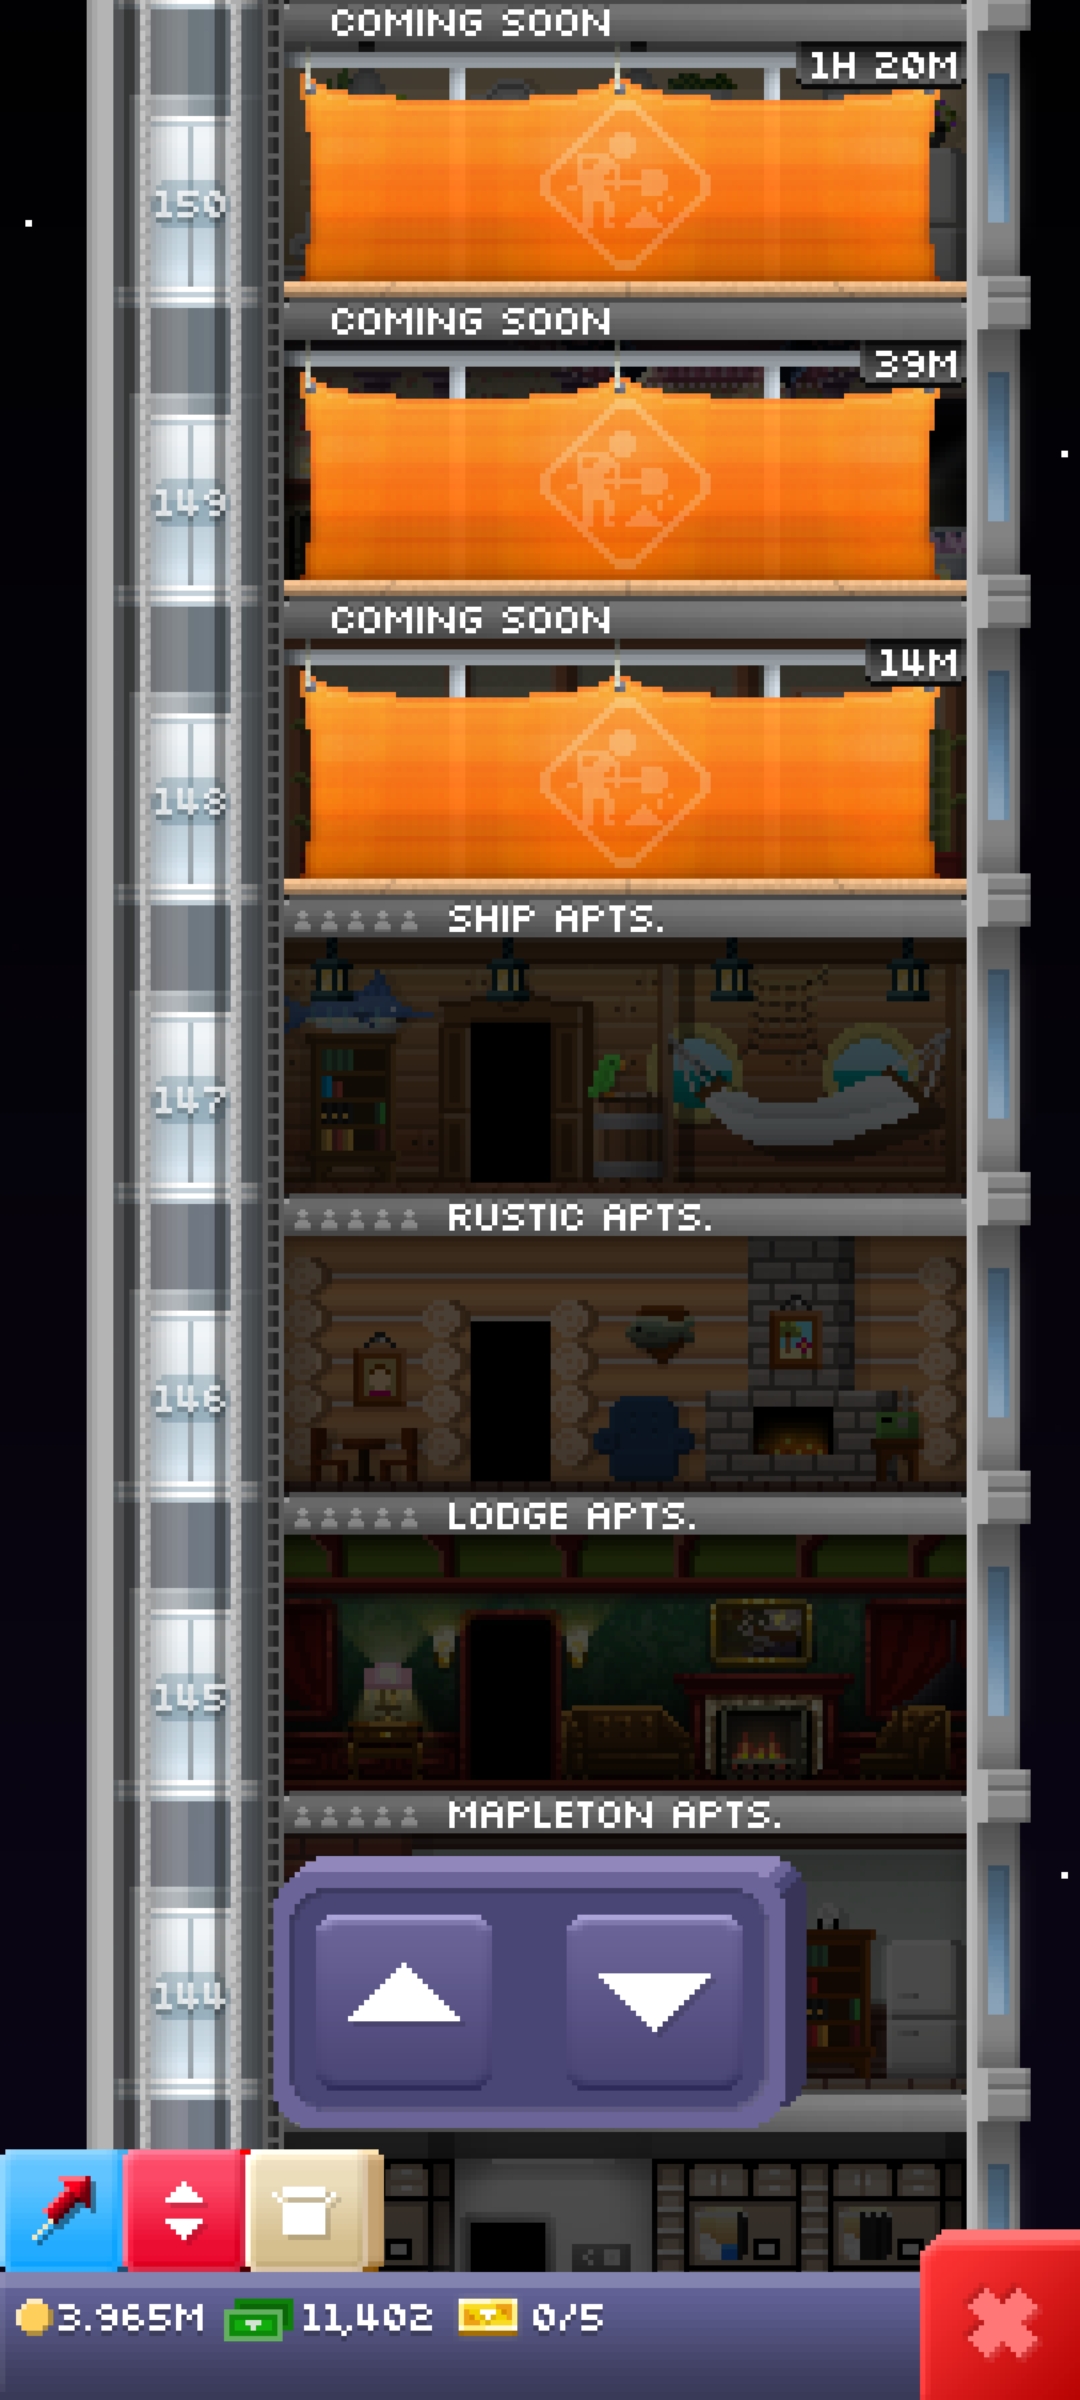 COMING SOON
1H 20M
150
COMING SOON
39M
149
COMING SOON
14M
148
SHIP APTS.
147
RUSTIC APTS.
146
LODGE APTS.
145
MAPLETON APTS.
144
3.965M 11,402 0/5